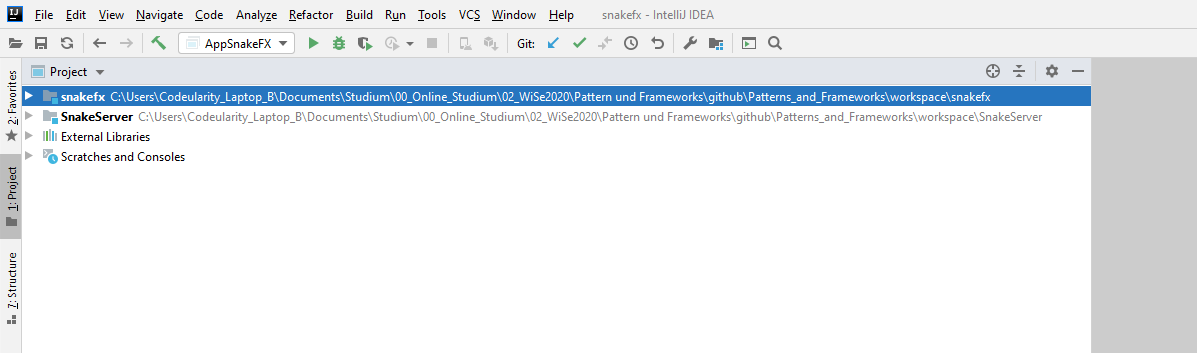 IJ File Edit View Navigate Code Analyze Refactor Build Run Tools VCS Window Help snakefx - IntelliJ IDEA
AppSnakeFX Git:
Project
snakefx C:\Users\Codeularity_Laptop_B\Documents\Studium\00_Online_Studium\02_WiSe2020\Pattern und Frameworks\github\Patterns_and_Frameworks\workspace\snakefx
SnakeServer C:\Users\Codeularity_Laptop_B\Documents\Studium\00_Online_Studium\02_WiSe2020\Pattern und Frameworks\github\Patterns_and_Frameworks\workspace\SnakeServer
External Libraries
Scratches and Consoles
2: Favorites
1: Project
7: Structure